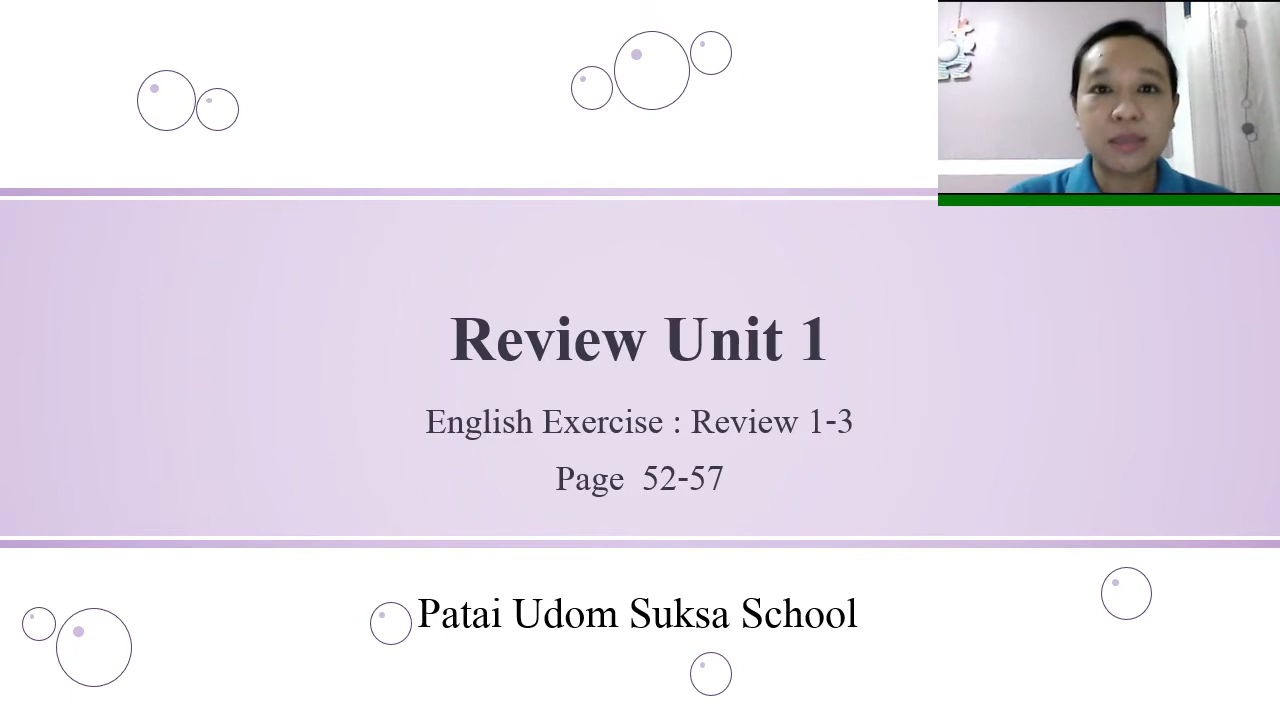 Review Unit 1
English Exercise : Review 1-3
Page 52-57
Patai Udom Suksa School